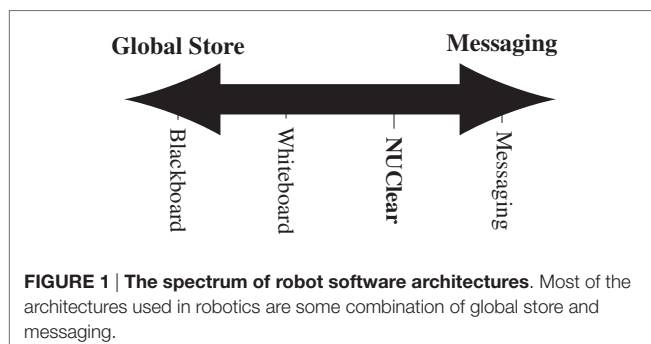 Global Store
Messaging
Blackboard
Whiteboard
NUClear
Messaging
FIGURE 1 | The spectrum of robot software architectures. Most of the
architectures used in robotics are some combination of global store and
messaging.